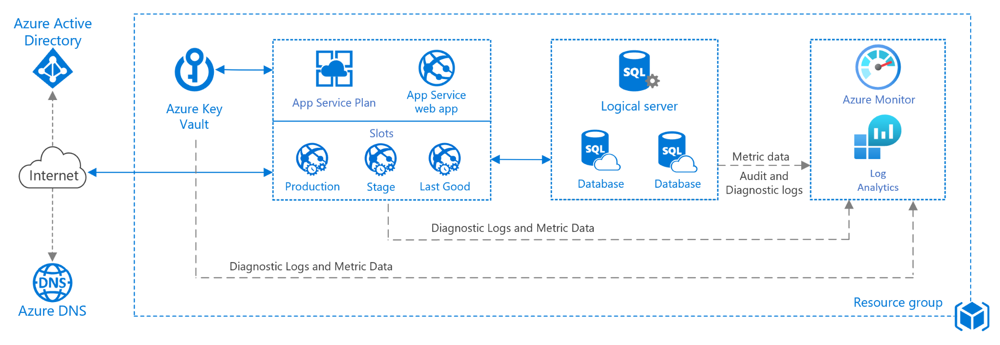 Azure Active
Directory
Internet
DNS
Azure DNS
Azure Key
Vault
App Service Plan
App Service
web app
Slots
Production
Stage
Last Good
SQL
Logical server
SQL
SQL
Database
Database
Metric data
Audit and
Diagnostic logs
Azure Monitor
Log
Analytics
Diagnostic Logs and Metric Data
Diagnostic Logs and Metric Data
Resource group